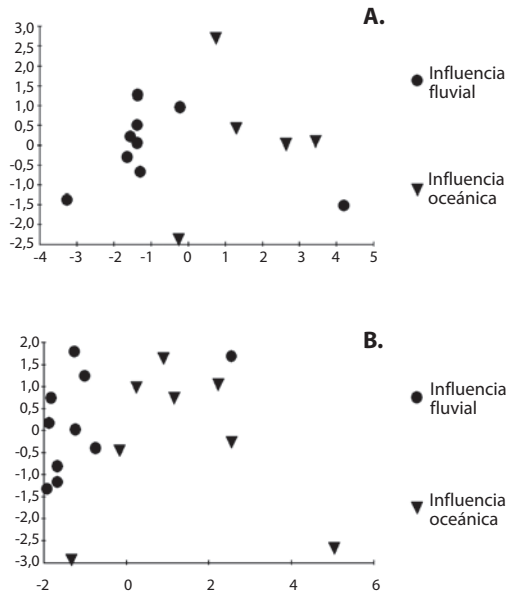 A.
3,0
2,5
2,0
1,5
1,0
0,5
0
-0,5
-1,0
-1,5
-2,0
-2,5
-4 -3 -2 -1 0 1 2 3 4 5
Influencia
fluvial
Influencia
oceánica
B.
2,0
1,5
1,0
0,5
0
-0,5
-1,0
-1,5
-2,0
-2,5
-3,0
-2 0 2 4 6
Influencia
fluvial
Influencia
oceánica